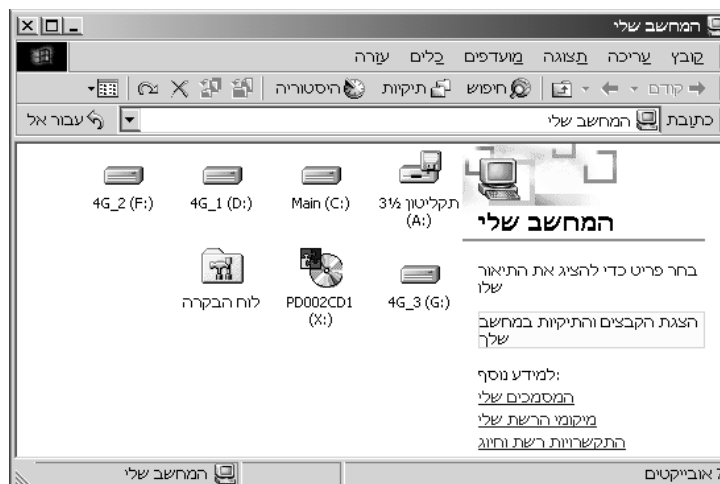 המחשב שלי
קובץ עריכה תצוגה מועדפים כלים עזרה
קודם חיפוש תיקיות היסטוריה
כתובת המחשב שלי עבור אל
המחשב שלי
בחר פריט כדי להציג את התיאור
שלו
הצגת הקבצים והתיקיות במחשב
שלך
למידע נוסף:
המסמכים שלי
מיקומי הרשת שלי
התקשרויות רשת וחיוג
תקליטון 3½
(A:)
Main (C:)
4G_1 (D:)
4G_2 (F:)
4G_3 (G:)
PD002CD1
(X:)
לוח הבקרה
7 אובייקטים
המחשב שלי